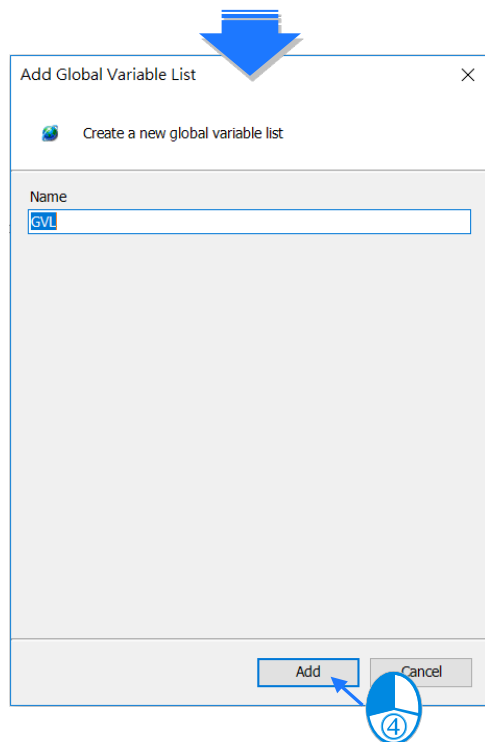 Add Global Variable List
Create a new global variable list
Name
GVL
Add Cancel
④